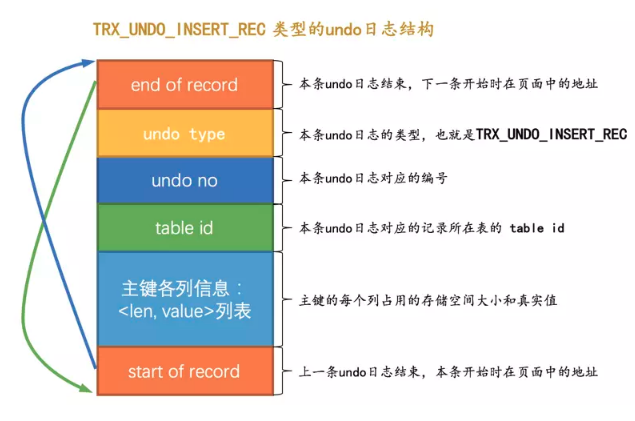 TRX_UNDO_INSERT_REC 类型的undo日志结构
end of record
本条undo日志结束，下一条开始时在页面中的地址
undo type
本条undo日志的类型，也就是TRX_UNDO_INSERT_REC
undo no
本条undo日志对应的编号
table id
本条undo日志对应的记录所在表的 table id
主键各列信息：
<len, value>列表
主键的每个列占用的存储空间大小和真实值
start of record
上一条undo日志结束，本条开始时在页面中的地址